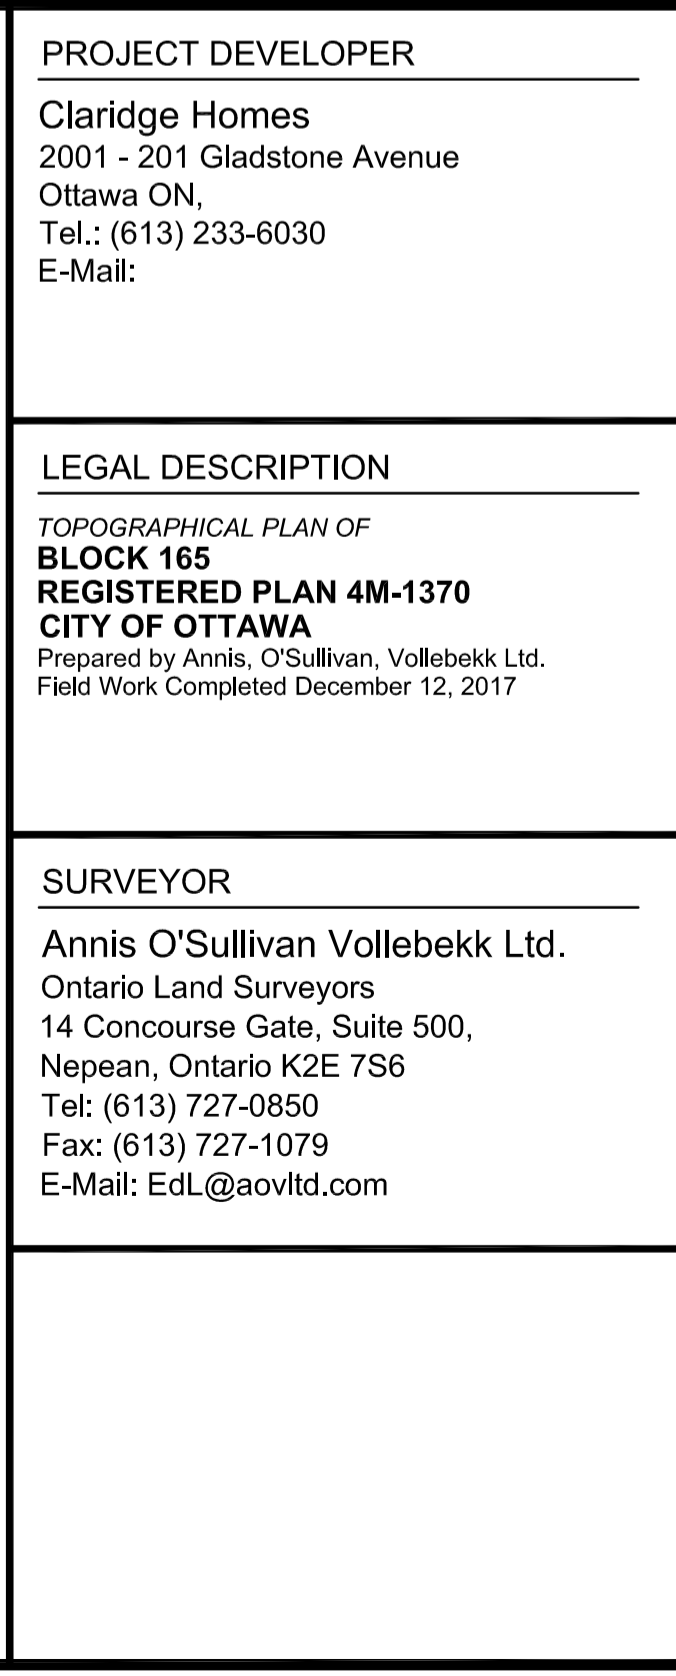 PROJECT DEVELOPER
Claridge Homes
2001 - 201 Gladstone Avenue
Ottawa ON,
Tel.: (613) 233-6030
E-Mail:
LEGAL DESCRIPTION
TOPOGRAPHICAL PLAN OF
BLOCK 165
REGISTERED PLAN 4M-1370
CITY OF OTTAWA
Prepared by Annis, O'Sullivan, Vollebekk Ltd.
Field Work Completed December 12, 2017
SURVEYOR
Annis O'Sullivan Vollebekk Ltd.
Ontario Land Surveyors
14 Concourse Gate, Suite 500,
Nepean, Ontario K2E 7S6
Tel: (613) 727-0850
Fax: (613) 727-1079
E-Mail: EdL@aovltd.com